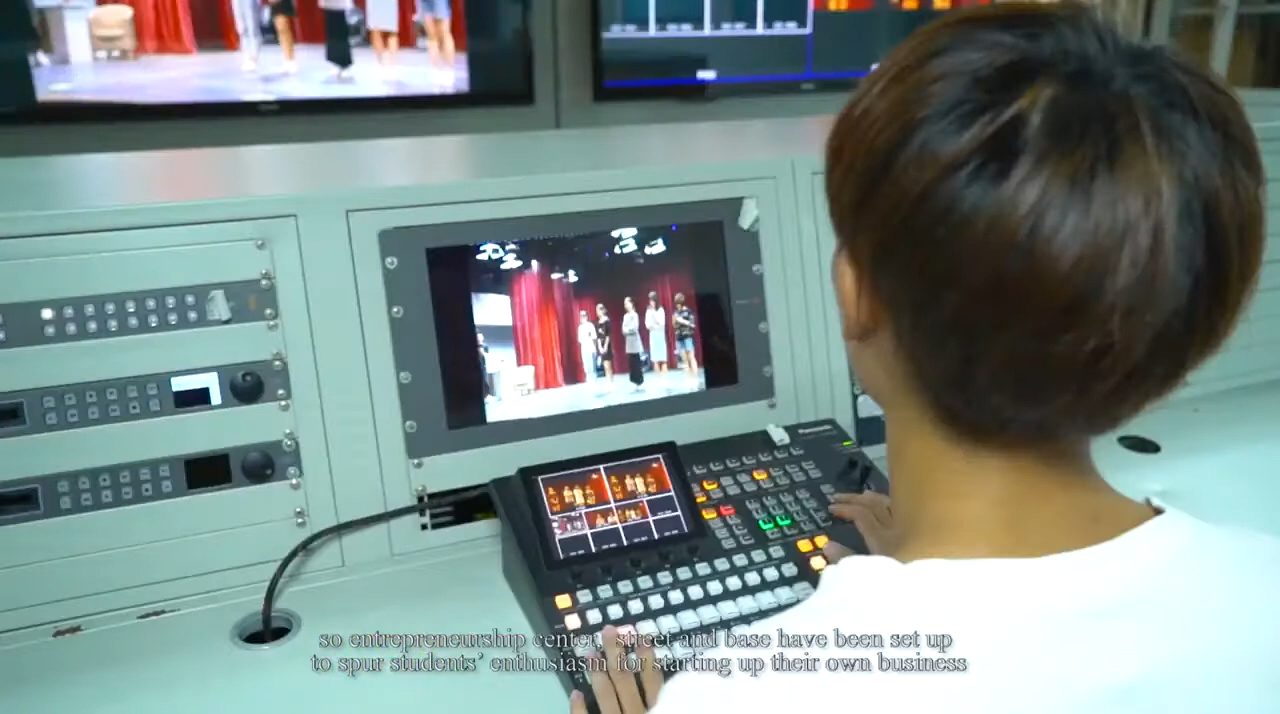 Panasonic
so entrepreneurship center, street and base have been set up
to spur students' enthusiasm for starting up their own business